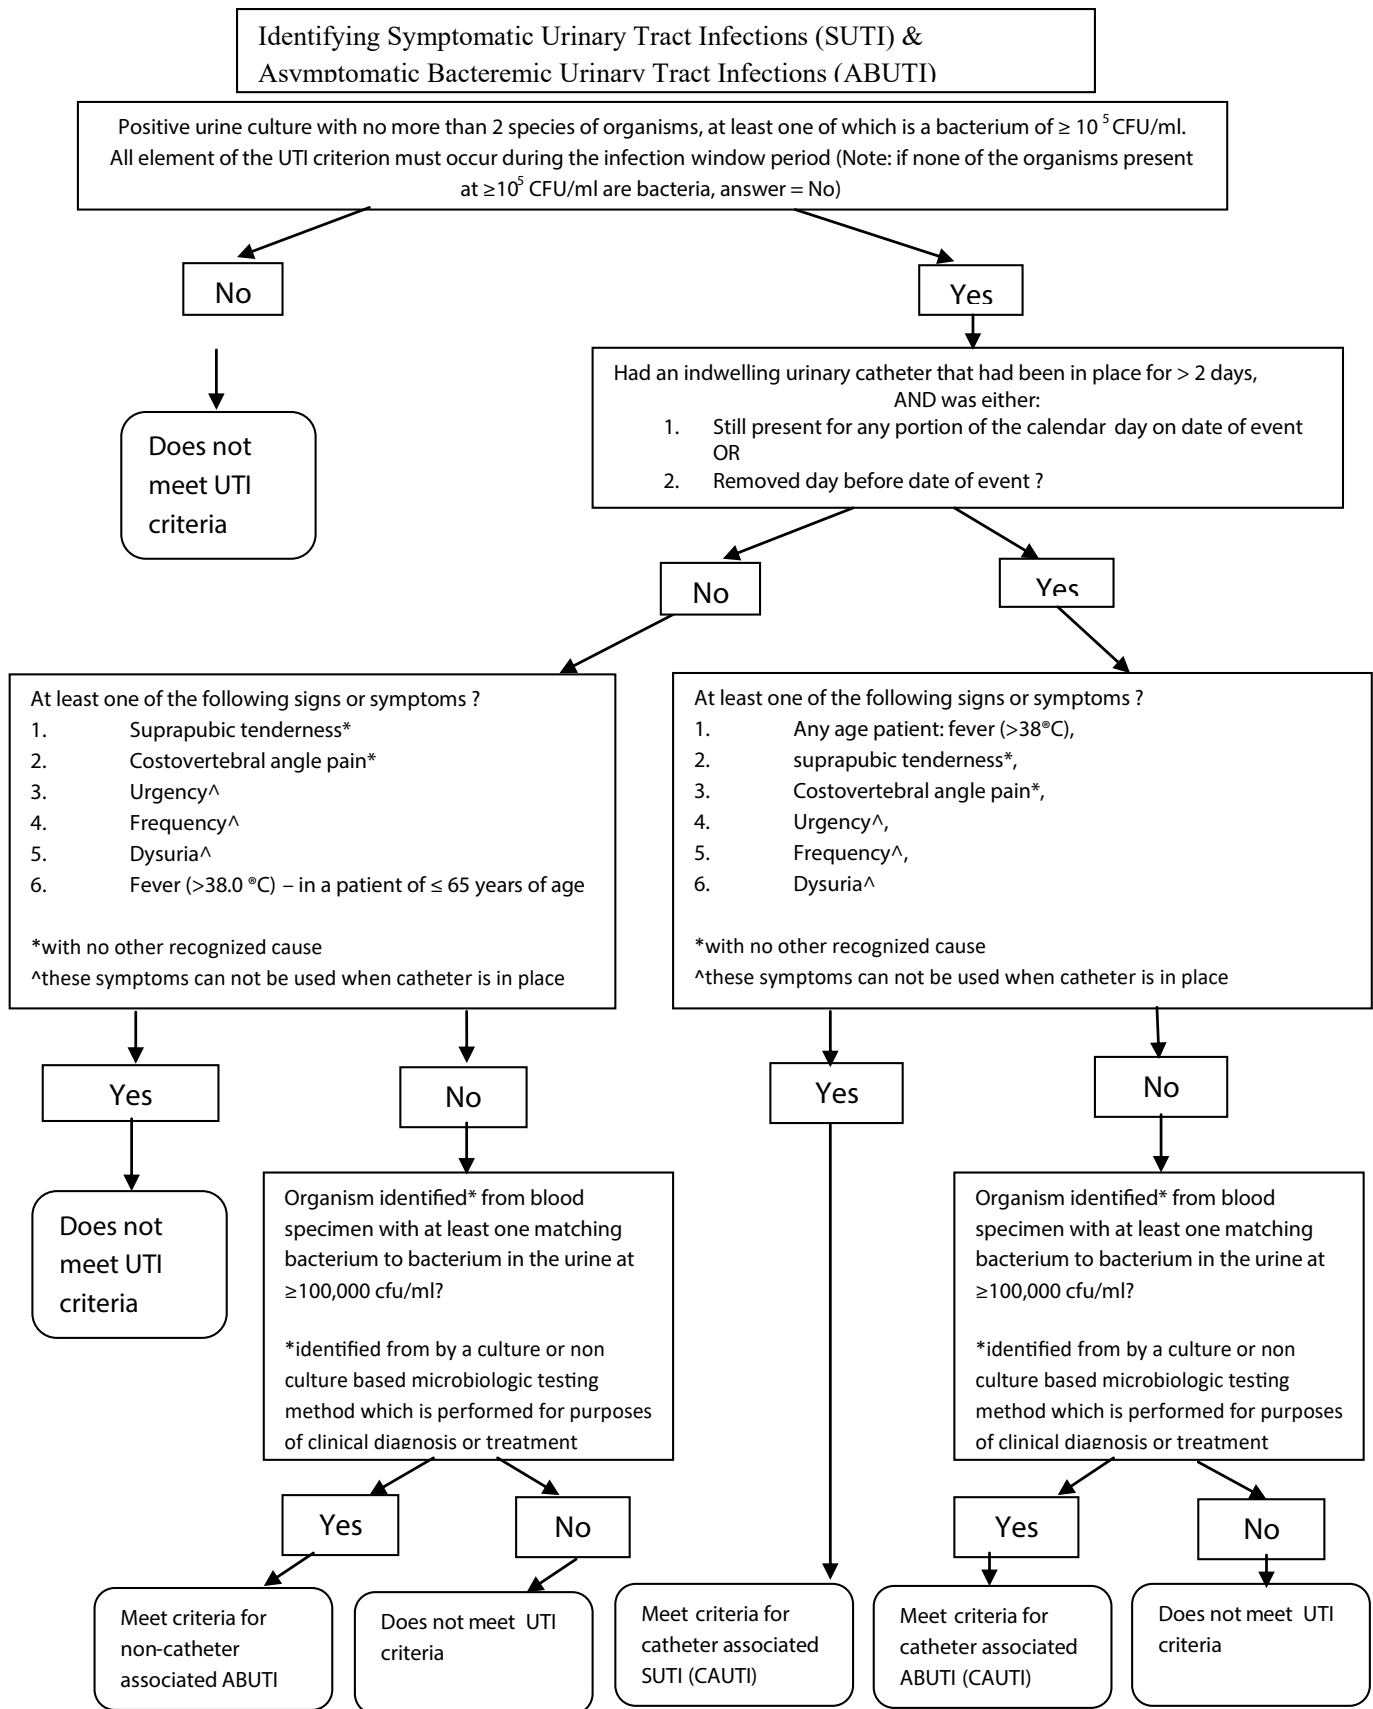 Identifying Symptomatic Urinary Tract Infections (SUTI) &
Asymptomatic Bacteremic Urinary Tract Infections (ABUTI)
Positive urine culture with no more than 2 species of organisms, at least one of which is a bacterium of ≥ 10 ⁵ CFU/ml.
All element of the UTI criterion must occur during the infection window period (Note: if none of the organisms present
at ≥10⁵ CFU/ml are bacteria, answer = No)
No
Yes
Does not
meet UTI
criteria
Had an indwelling urinary catheter that had been in place for > 2 days,
AND was either:
1. Still present for any portion of the calendar day on date of event
OR
2. Removed day before date of event ?
No
Yes
At least one of the following signs or symptoms ?
1. Suprapubic tenderness*
2. Costovertebral angle pain*
3. Urgency^
4. Frequency^
5. Dysuria^
6. Fever (>38.0 ®C) – in a patient of ≤ 65 years of age
*with no other recognized cause
^these symptoms can not be used when catheter is in place
At least one of the following signs or symptoms ?
1. Any age patient: fever (>38®C),
2. suprapubic tenderness*,
3. Costovertebral angle pain*,
4. Urgency^,
5. Frequency^,
6. Dysuria^
*with no other recognized cause
^these symptoms can not be used when catheter is in place
Yes
No
Yes
No
Does not
meet UTI
criteria
Organism identified* from blood
specimen with at least one matching
bacterium to bacterium in the urine at
≥100,000 cfu/ml?
*identified from by a culture or non
culture based microbiologic testing
method which is performed for purposes
of clinical diagnosis or treatment
Organism identified* from blood
specimen with at least one matching
bacterium to bacterium in the urine at
≥100,000 cfu/ml?
*identified from by a culture or non
culture based microbiologic testing
method which is performed for purposes
of clinical diagnosis or treatment
Yes
No
Yes
No
Meet criteria for
non-catheter
associated ABUTI
Does not meet UTI
criteria
Meet criteria for
catheter associated
SUTI (CAUTI)
Meet criteria for
catheter associated
ABUTI (CAUTI)
Does not meet UTI
criteria